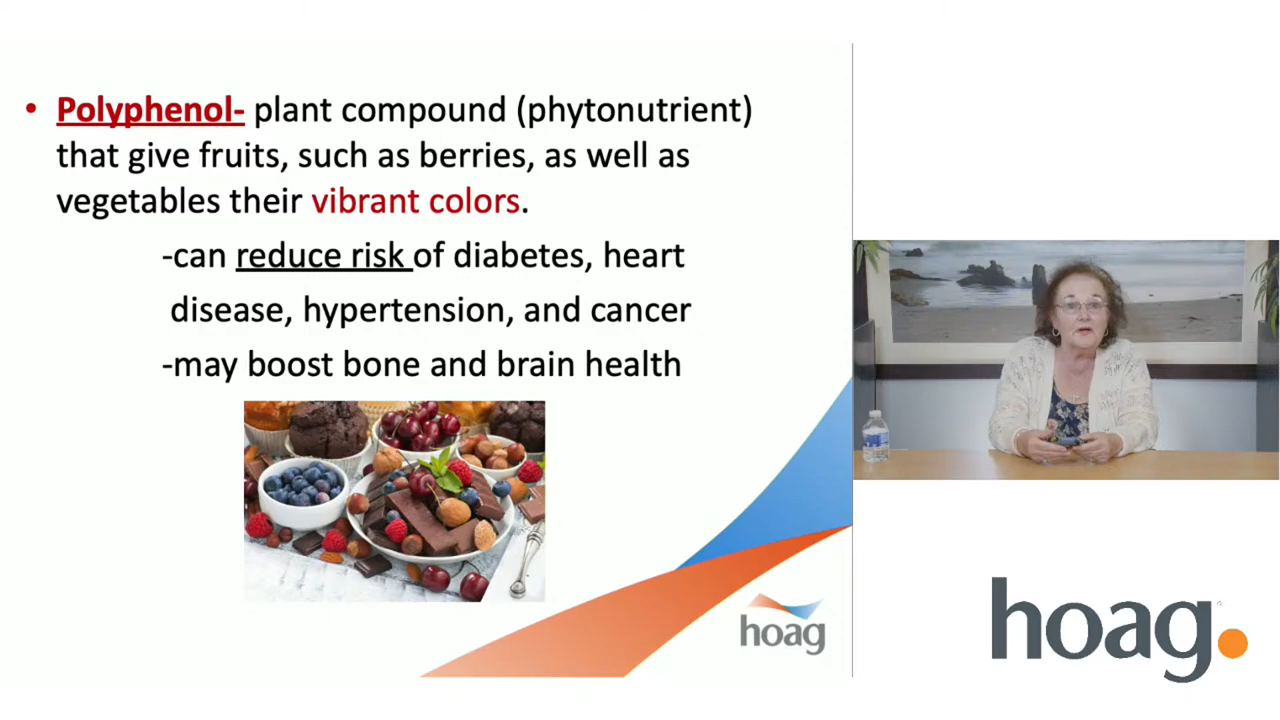 • Polyphenol- plant compound (phytonutrient)
that give fruits, such as berries, as well as
vegetables their vibrant colors.
-can reduce risk of diabetes, heart
disease, hypertension, and cancer
-may boost bone and brain health
hoag
hoag.